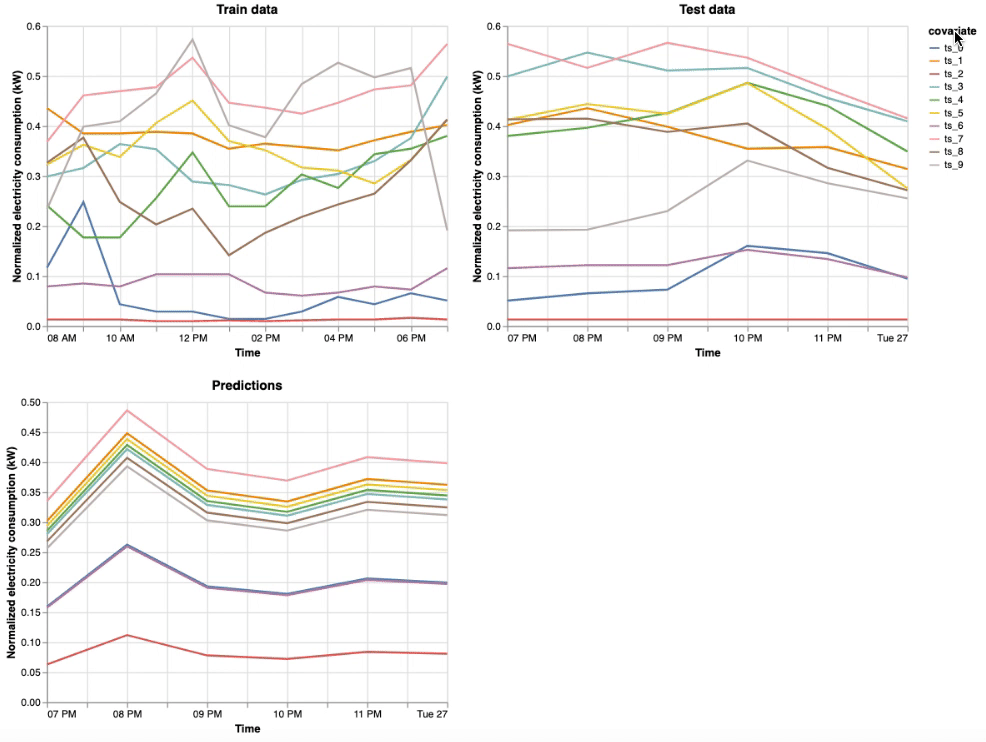 Train data
Normalized electricity consumption (kW)
0.6
0.5
0.4
0.3
0.2
0.1
0.0
08 AM 10 AM 12 PM 02 PM 04 PM 06 PM
Time
Test data
Normalized electricity consumption (kW)
0.6
0.5
0.4
0.3
0.2
0.1
0.0
07 PM 08 PM 09 PM 10 PM 11 PM Tue 27
Time
covariate
ts_0
ts_1
ts_2
ts_3
ts_4
ts_5
ts_6
ts_7
ts_8
ts_9
Predictions
Normalized electricity consumption (kW)
0.50
0.45
0.40
0.35
0.30
0.25
0.20
0.15
0.10
0.05
0.00
07 PM 08 PM 09 PM 10 PM 11 PM Tue 27
Time